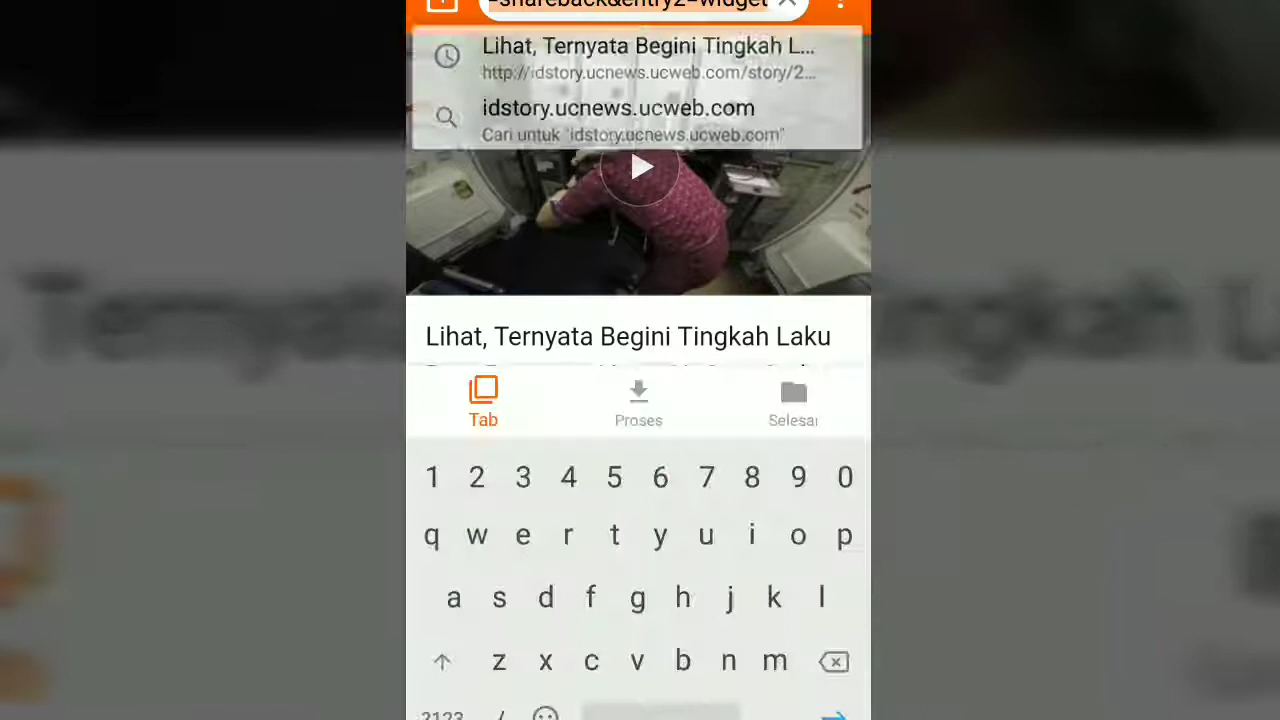 =shareback&entry2=widget
Lihat, Ternyata Begini Tingkah L...
http://idstory.ucnews.ucweb.com/story/2...
idstory.ucnews.ucweb.com
Cari untuk "idstory.ucnews.ucweb.com"
Lihat, Ternyata Begini Tingkah Laku
Tab Proses Selesai
1 2 3 4 5 6 7 8 9 0
q w e r t y u i o p
a s d f g h j k l
z x c v b n m
?123 /